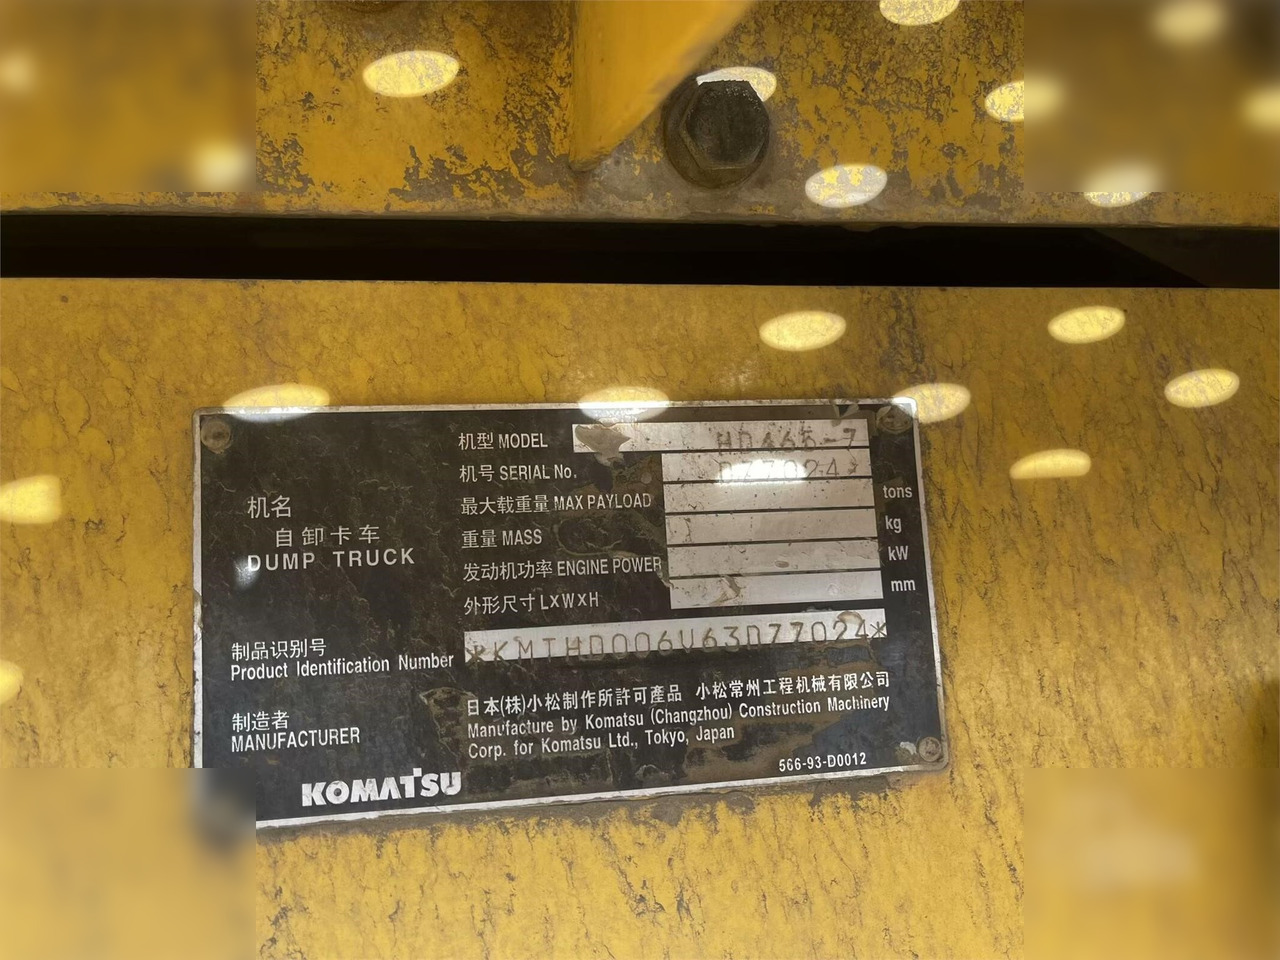 机型 MODEL HD465-7
机号 SERIAL No.
最大载重量 MAX PAYLOAD tons
重量 MASS kg
发动机功率 ENGINE POWER kW
外形尺寸 LXWXH mm
机名
自卸卡车
DUMP TRUCK
制品识别号
Product Identification Number *KMTHD006V63D77024*
制造者
MANUFACTURER
日本(株)小松制作所許可產品 小松常州工程机械有限公司
Manufacture by Komatsu (Changzhou) Construction Machinery
Corp. for Komatsu Ltd., Tokyo, Japan
KOMATSU
566-93-D0012